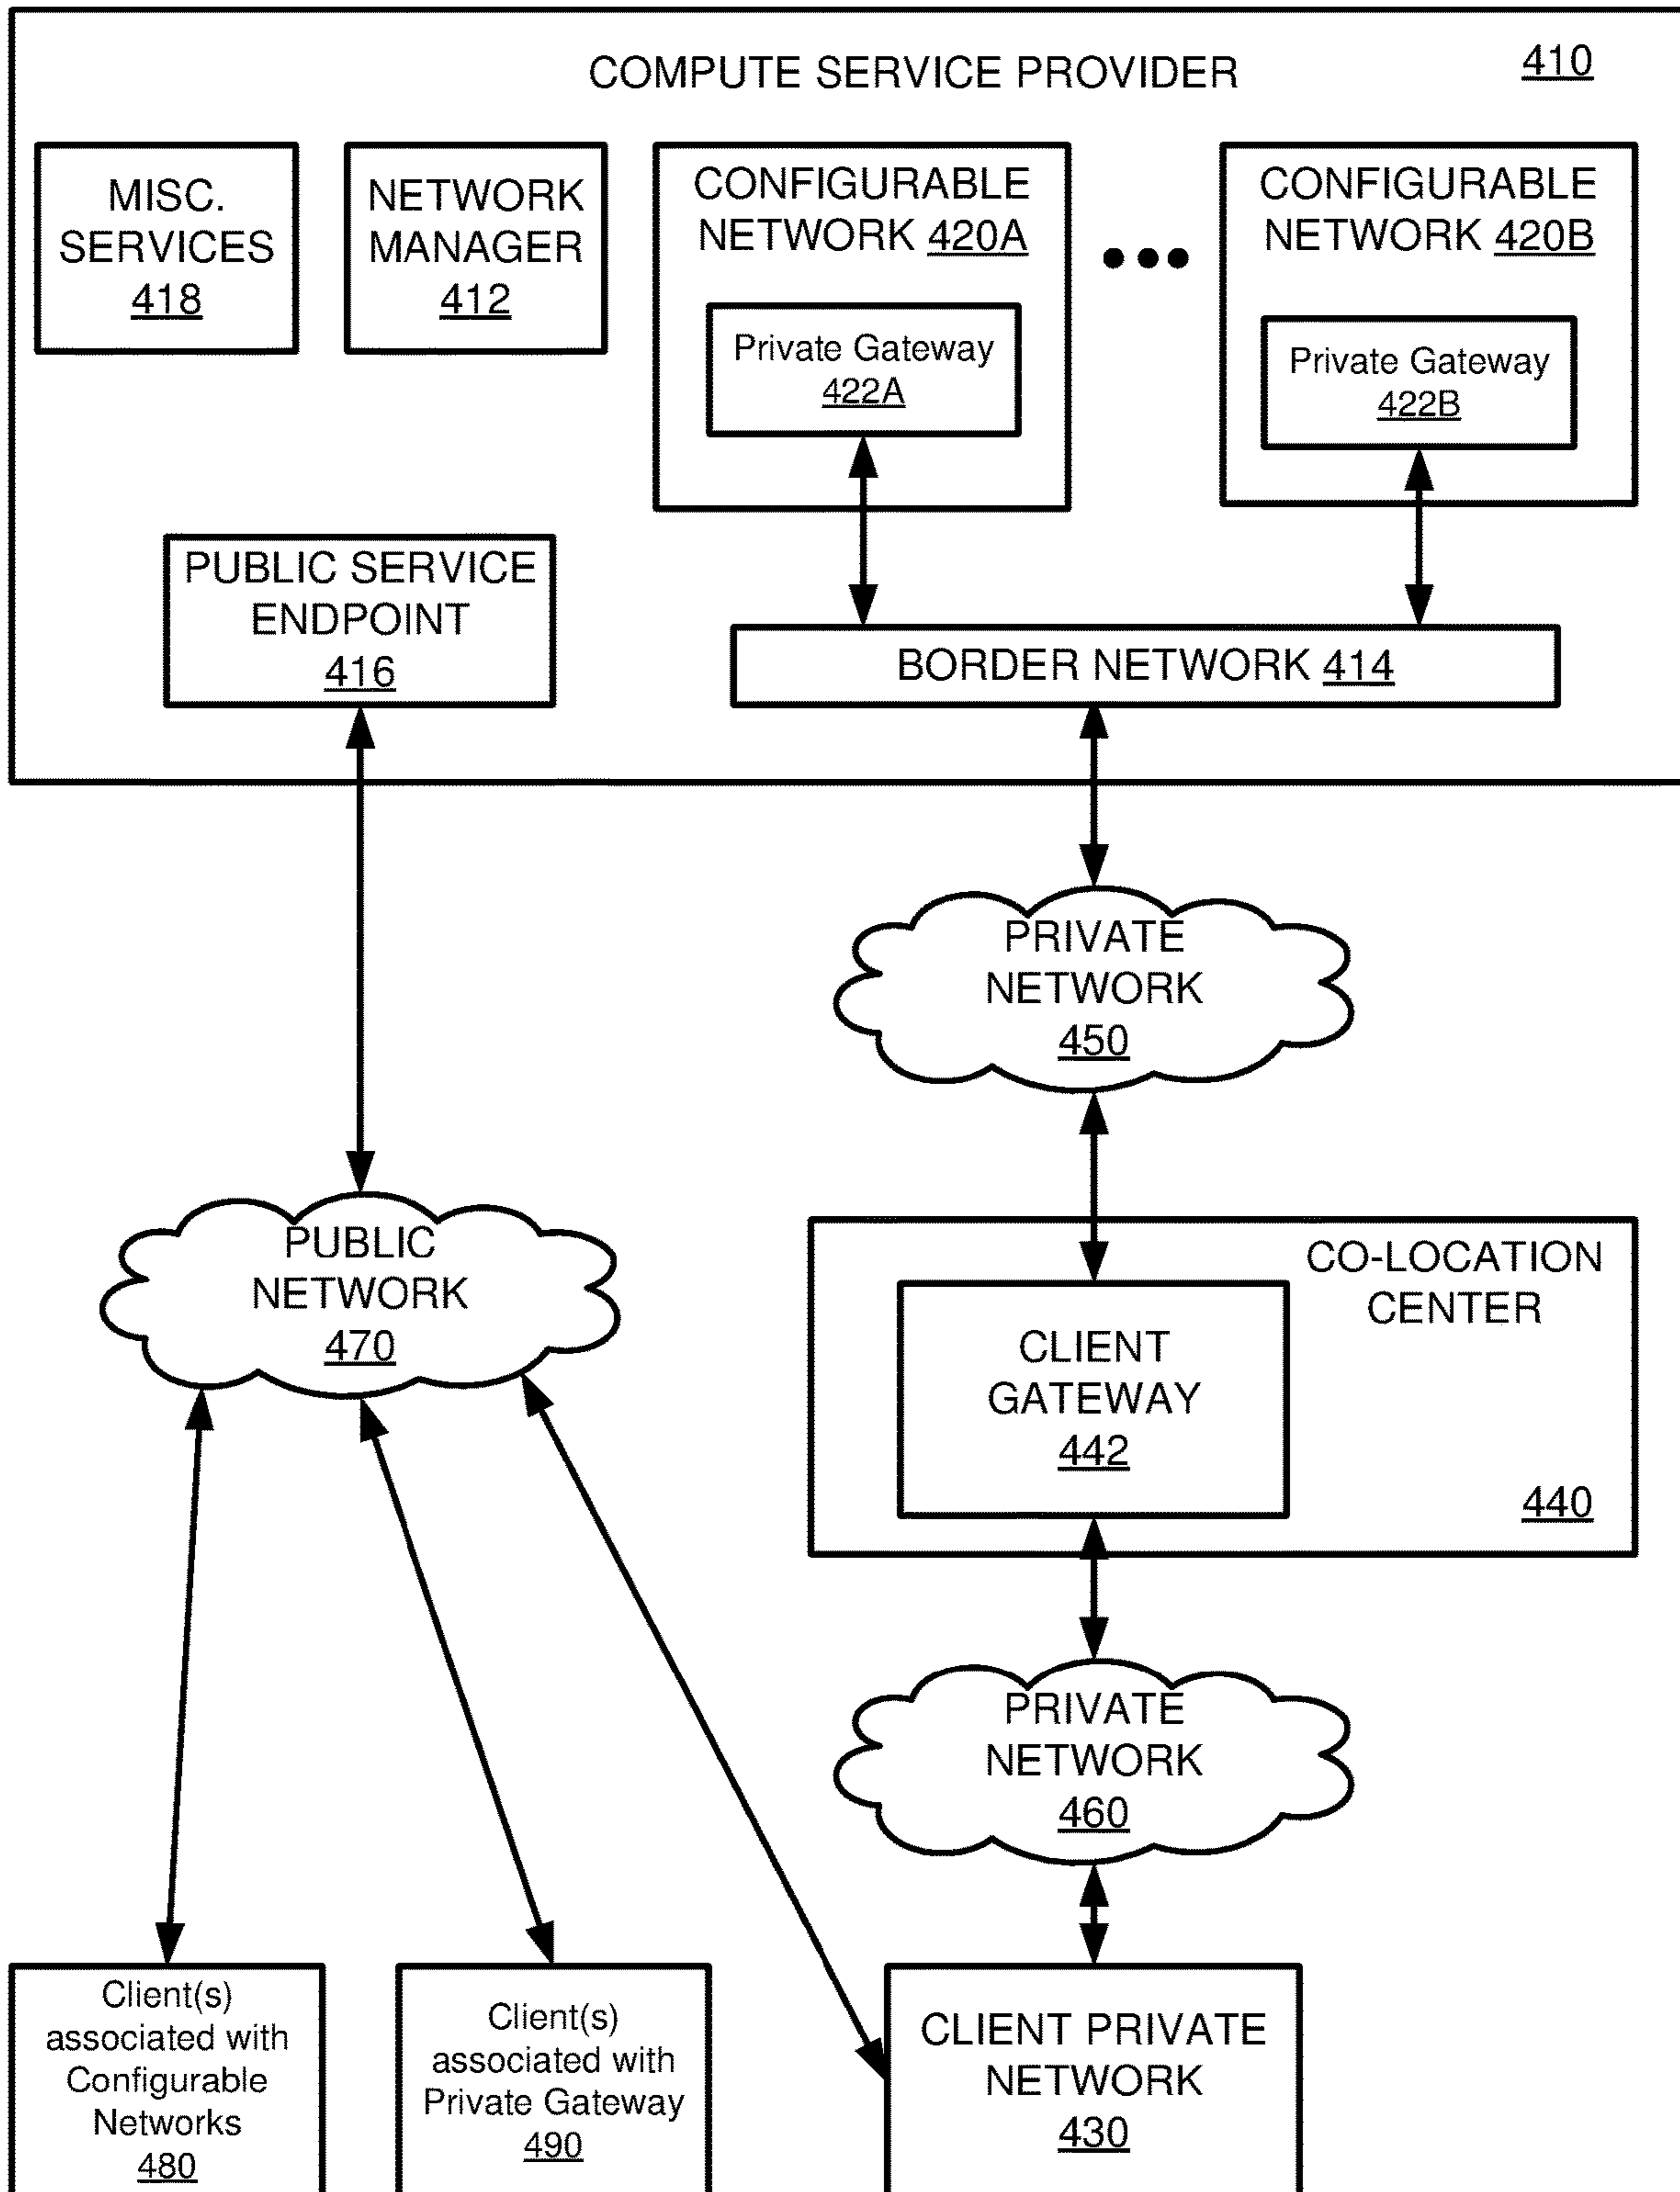 COMPUTE SERVICE PROVIDER
410
MISC.
SERVICES
418
NETWORK
MANAGER
412
CONFIGURABLE
NETWORK 420A
Private Gateway
422A
CONFIGURABLE
NETWORK 420B
Private Gateway
422B
PUBLIC SERVICE
ENDPOINT
416
BORDER NETWORK 414
PRIVATE
NETWORK
450
PUBLIC
NETWORK
470
CO-LOCATION
CENTER
CLIENT
GATEWAY
442
440
PRIVATE
NETWORK
460
Client(s)
associated with
Configurable
Networks
480
Client(s)
associated with
Private Gateway
490
CLIENT PRIVATE
NETWORK
430